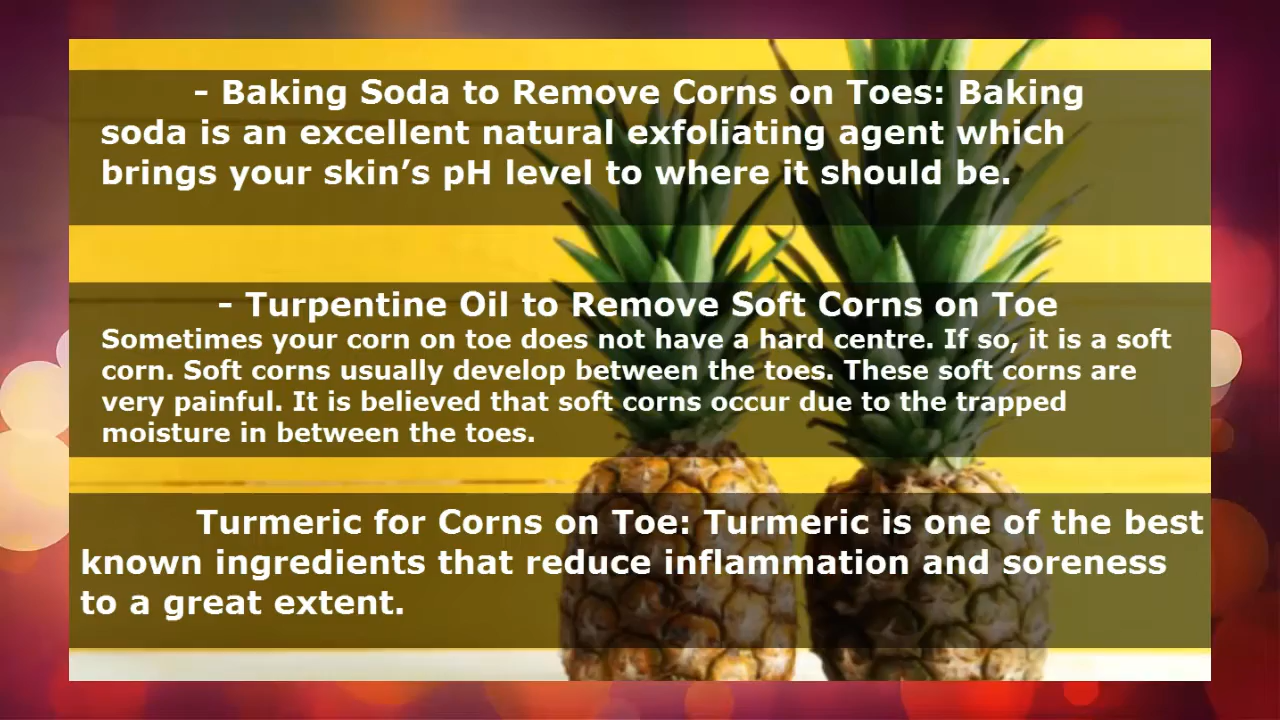 - Baking Soda to Remove Corns on Toes: Baking
soda is an excellent natural exfoliating agent which
brings your skin’s pH level to where it should be.
- Turpentine Oil to Remove Soft Corns on Toe
Sometimes your corn on toe does not have a hard centre. If so, it is a soft
corn. Soft corns usually develop between the toes. These soft corns are
very painful. It is believed that soft corns occur due to the trapped
moisture in between the toes.
Turmeric for Corns on Toe: Turmeric is one of the best
known ingredients that reduce inflammation and soreness
to a great extent.